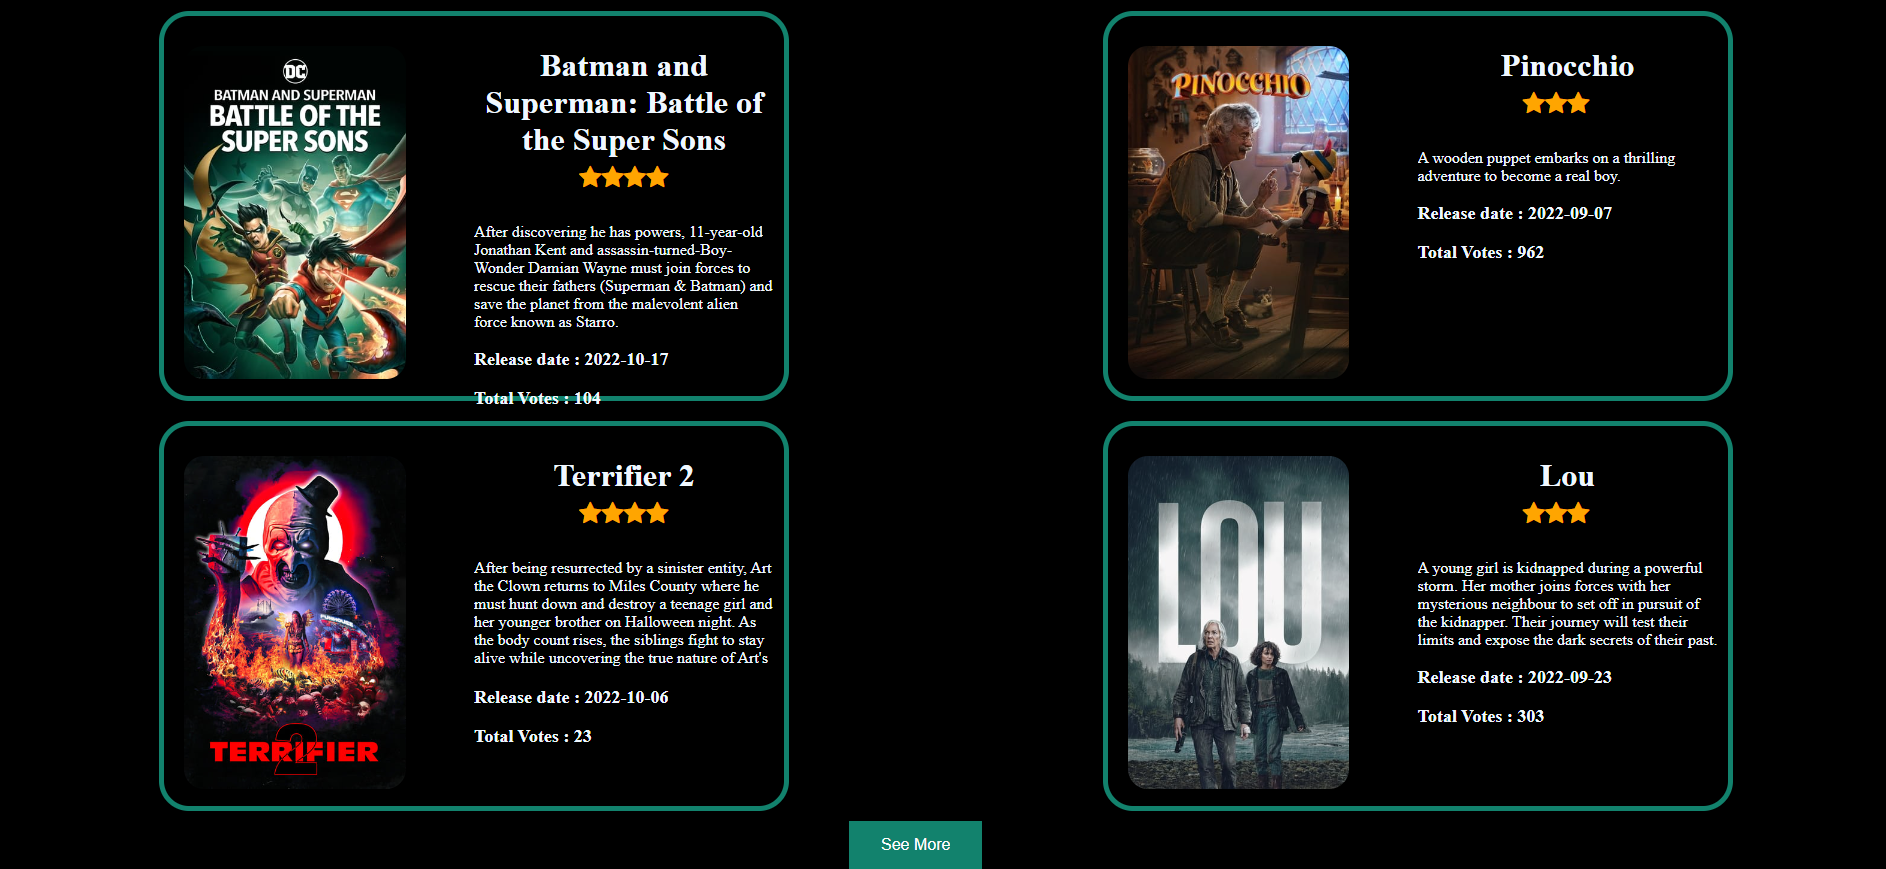 DC
BATMAN AND SUPERMAN
BATTLE OF THE
SUPER SONS
Batman and
Superman: Battle of
the Super Sons
After discovering he has powers, 11-year-old
Jonathan Kent and assassin-turned-Boy-
Wonder Damian Wayne must join forces to
rescue their fathers (Superman & Batman) and
save the planet from the malevolent alien
force known as Starro.
Release date : 2022-10-17
Total Votes : 104
PINOCCHIO
Pinocchio
A wooden puppet embarks on a thrilling
adventure to become a real boy.
Release date : 2022-09-07
Total Votes : 962
TERRIFIER
2
Terrifier 2
After being resurrected by a sinister entity, Art
the Clown returns to Miles County where he
must hunt down and destroy a teenage girl and
her younger brother on Halloween night. As
the body count rises, the siblings fight to stay
alive while uncovering the true nature of Art's
Release date : 2022-10-06
Total Votes : 23
LOU
Lou
A young girl is kidnapped during a powerful
storm. Her mother joins forces with her
mysterious neighbour to set off in pursuit of
the kidnapper. Their journey will test their
limits and expose the dark secrets of their past.
Release date : 2022-09-23
Total Votes : 303
See More